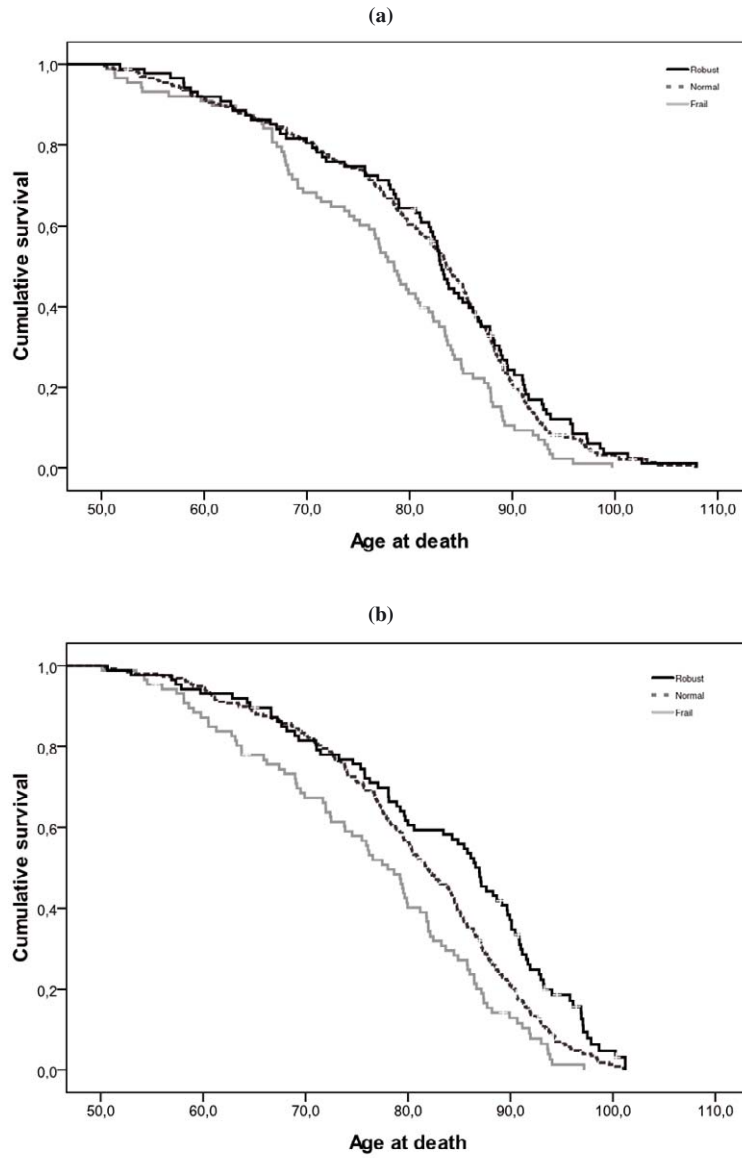 (a)
1,0
0,8
0,6
0,4
0,2
0,0
Cumulative survival
Robust
Normal
Frail
50,0 60,0 70,0 80,0 90,0 100,0 110,0
Age at death
(b)
1,0
0,8
0,6
0,4
0,2
0,0
Cumulative survival
Robust
Normal
Frail
50,0 60,0 70,0 80,0 90,0 100,0 110,0
Age at death